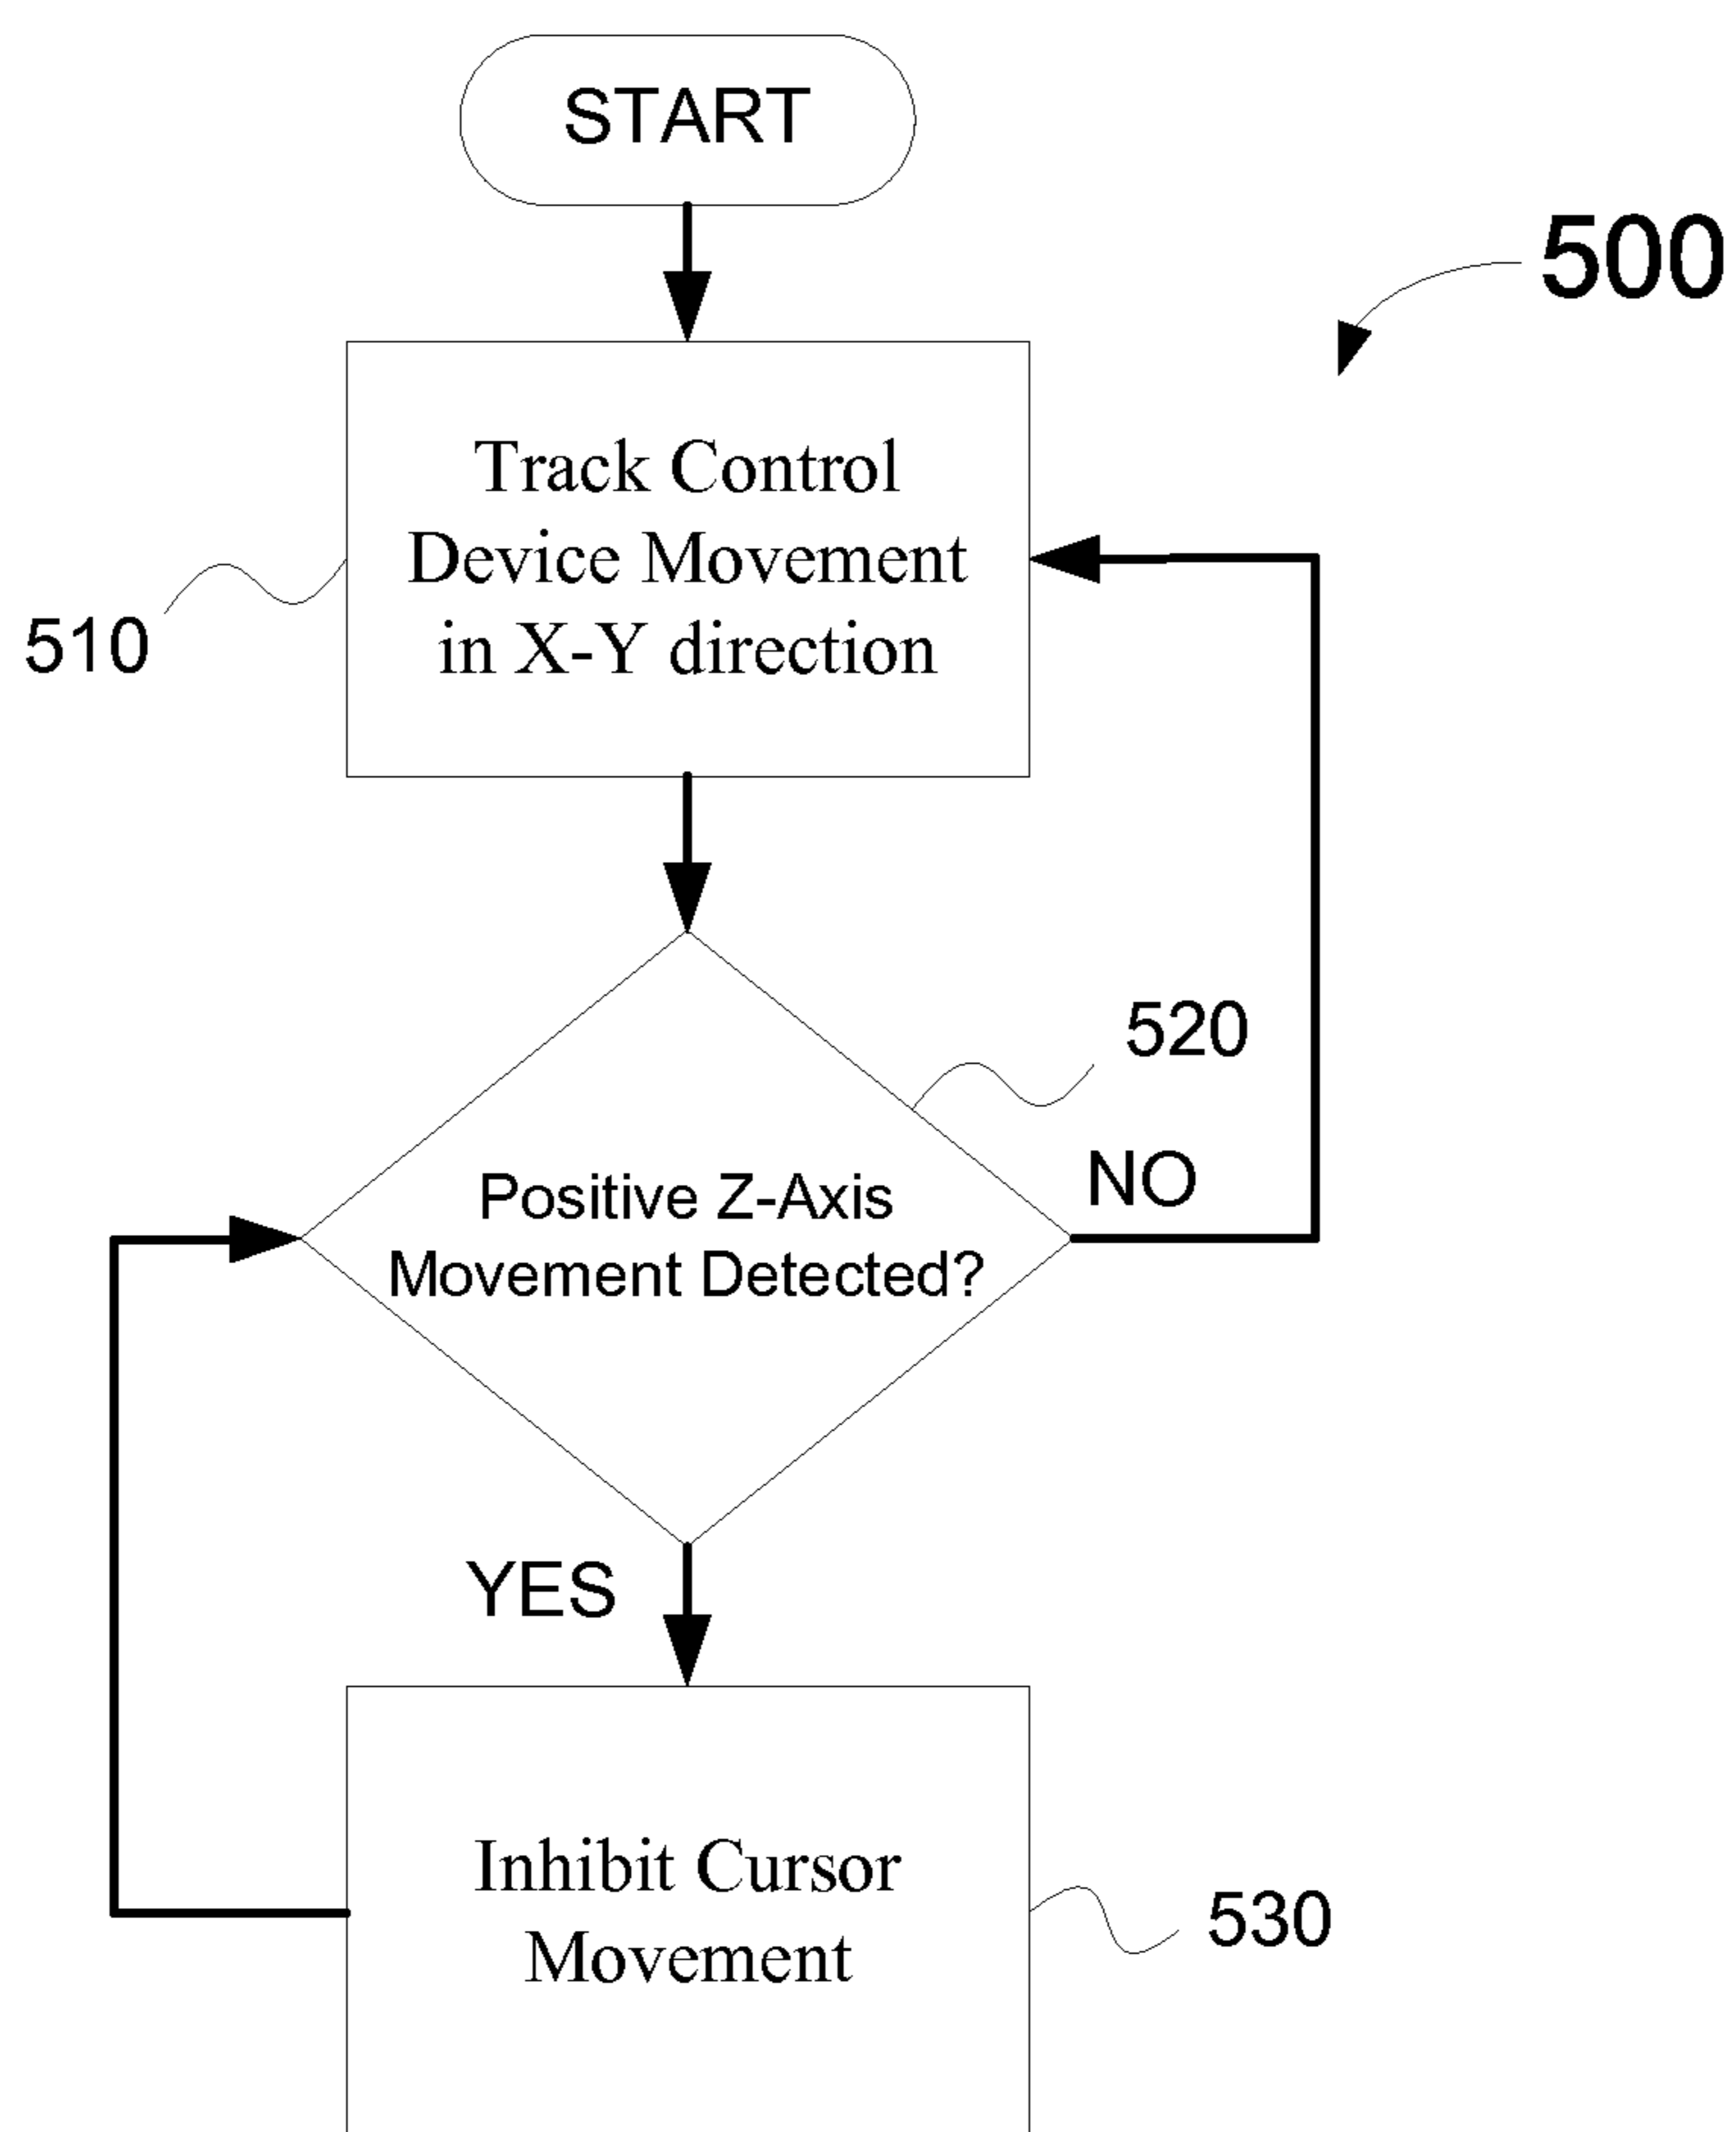 START
500
Track Control
Device Movement
in X-Y direction
510
520
NO
Positive Z-Axis
Movement Detected?
YES
Inhibit Cursor
Movement
530